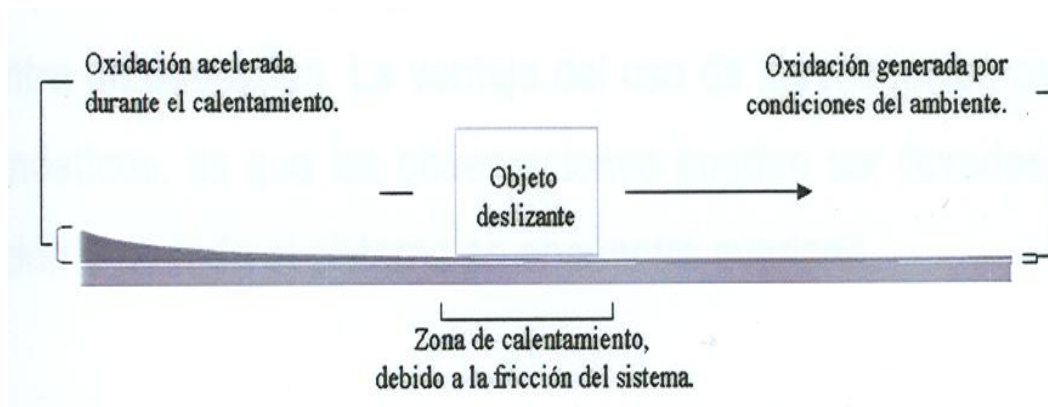 Oxidación acelerada
durante el calentamiento.
Oxidación generada por
condiciones del ambiente.
Objeto
deslizante
Zona de calentamiento,
debido a la fricción del sistema.